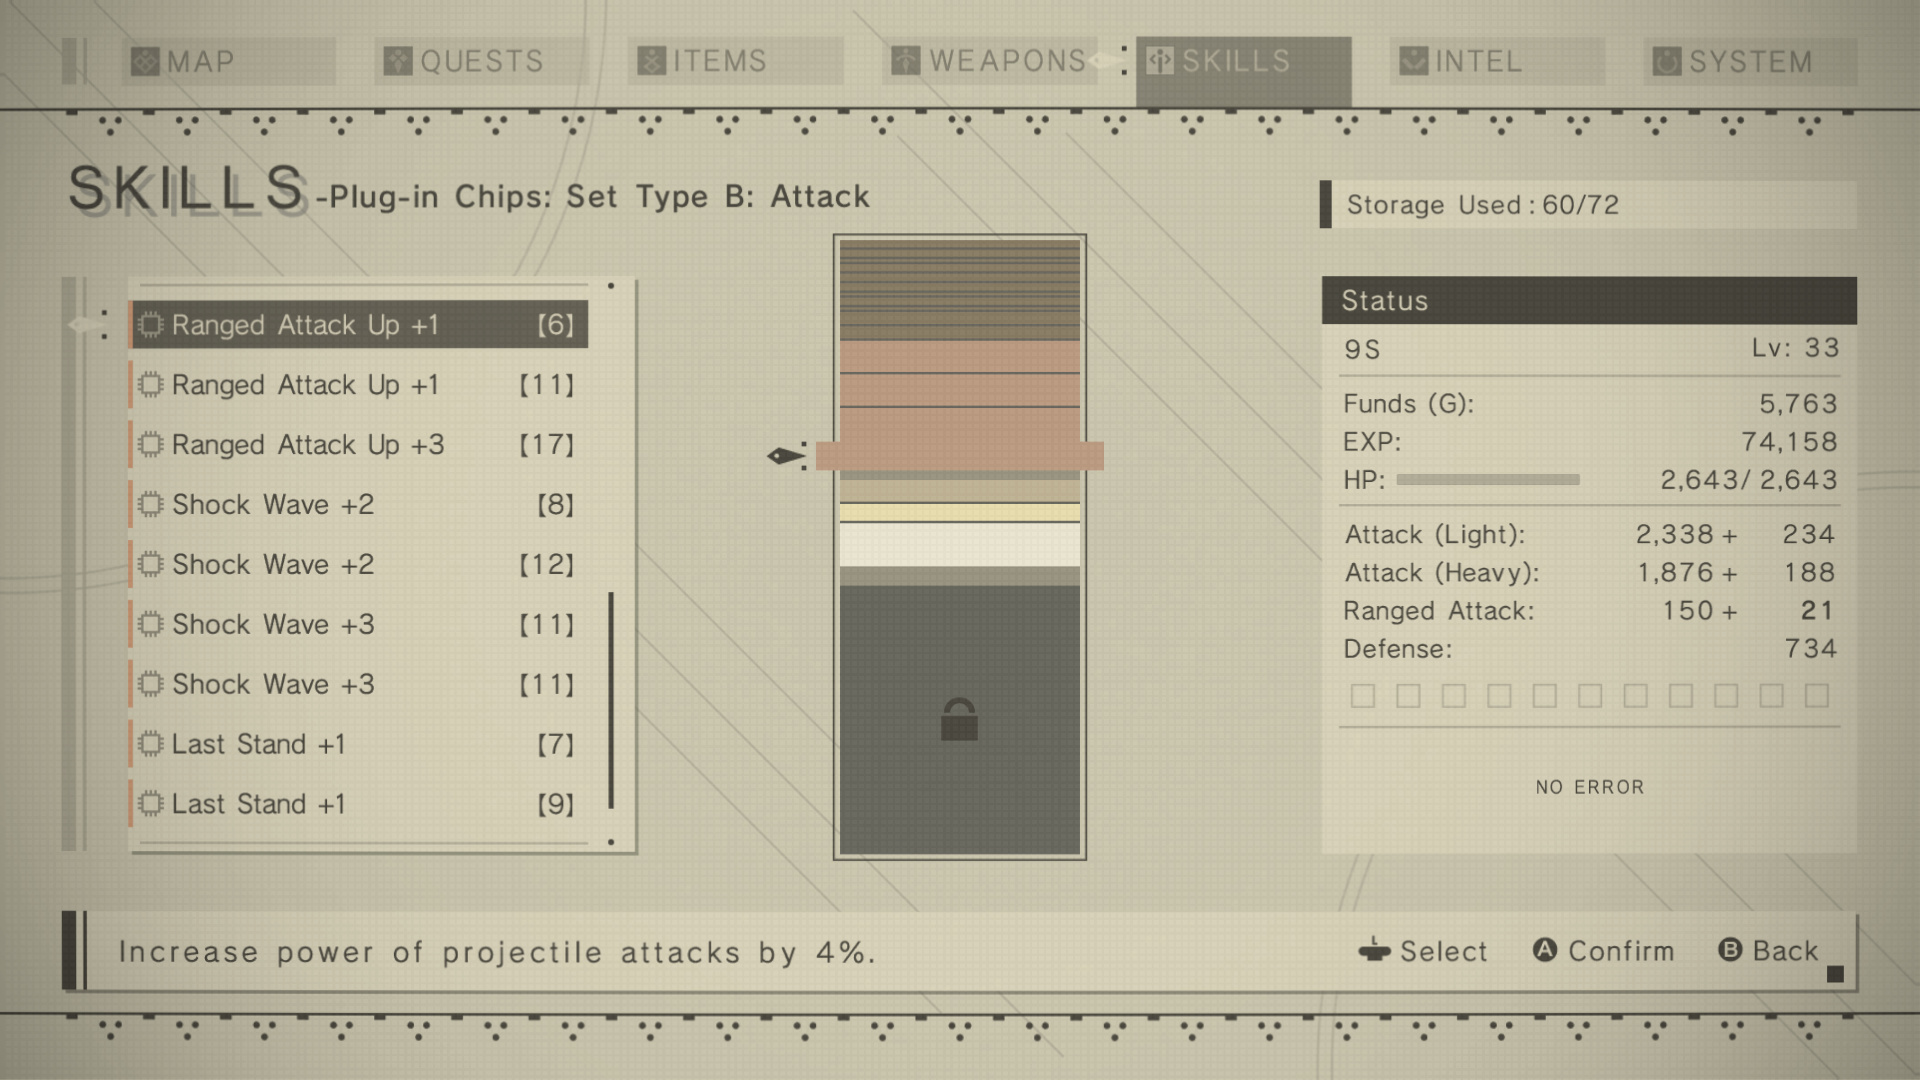 MAP QUESTS ITEMS WEAPONS SKILLS INTEL SYSTEM
SKILLS -Plug-in Chips: Set Type B: Attack
Storage Used : 60/72
Ranged Attack Up +1 【6】
Ranged Attack Up +1 【11】
Ranged Attack Up +3 【17】
Shock Wave +2 【8】
Shock Wave +2 【12】
Shock Wave +3 【11】
Shock Wave +3 【11】
Last Stand +1 【7】
Last Stand +1 【9】
Status
9S Lv: 33
Funds (G): 5,763
EXP: 74,158
HP: 2,643/ 2,643
Attack (Light): 2,338 + 234
Attack (Heavy): 1,876 + 188
Ranged Attack: 150 + 21
Defense: 734
NO ERROR
Increase power of projectile attacks by 4%.
L Select A Confirm B Back